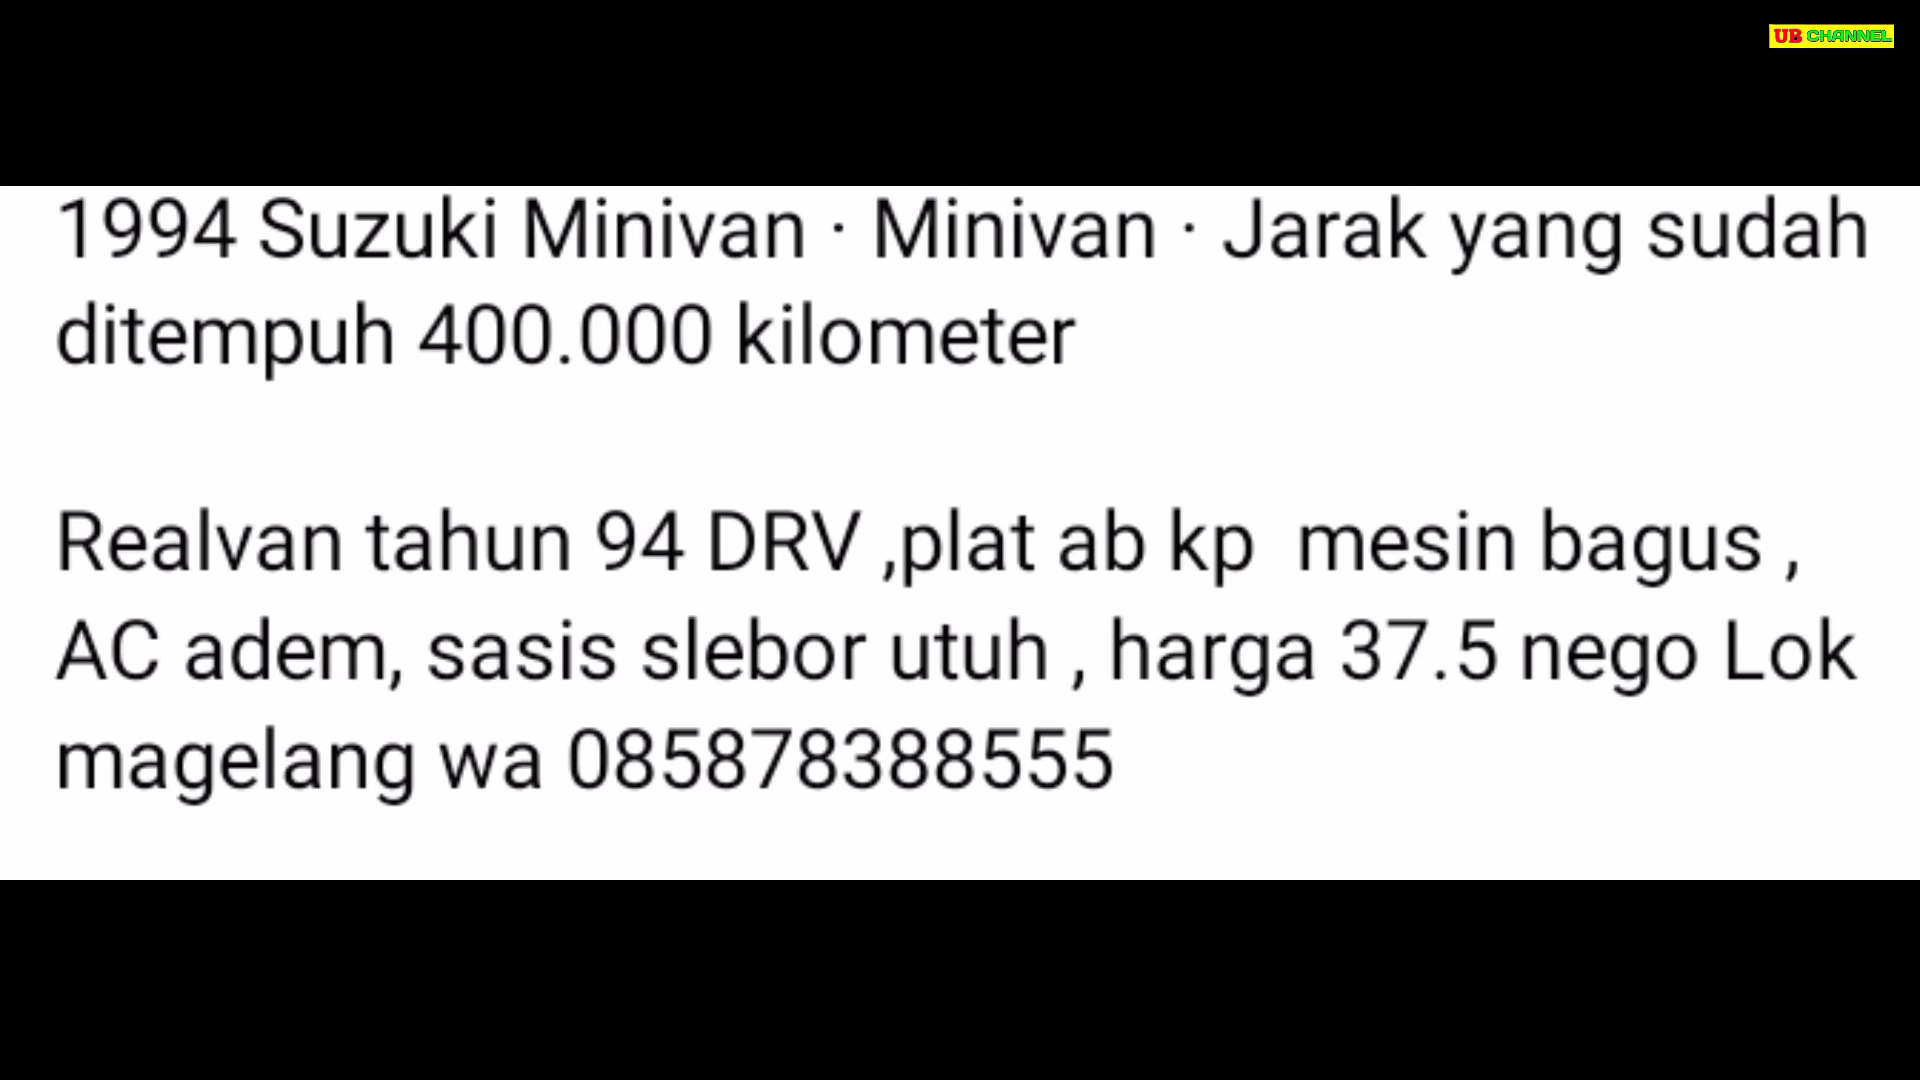 UB CHANNEL
1994 Suzuki Minivan · Minivan · Jarak yang sudah
ditempuh 400.000 kilometer
Realvan tahun 94 DRV ,plat ab kp  mesin bagus ,
AC adem, sasis slebor utuh , harga 37.5 nego Lok
magelang wa 085878388555